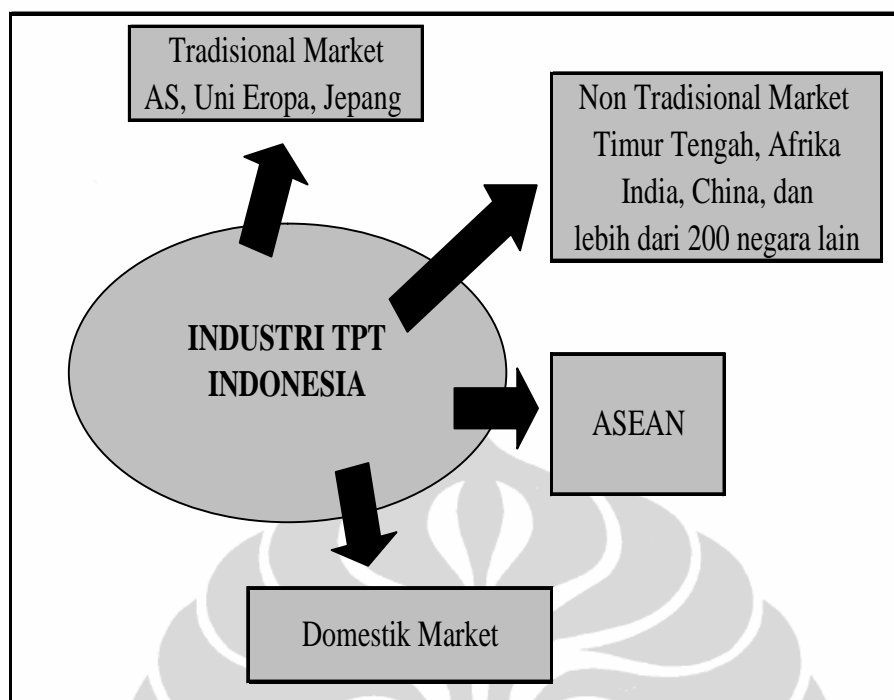 Tradisional Market
AS, Uni Eropa, Jepang
Non Tradisional Market
Timur Tengah, Afrika
India, China, dan
lebih dari 200 negara lain
INDUSTRI TPT
INDONESIA
ASEAN
Domestik Market